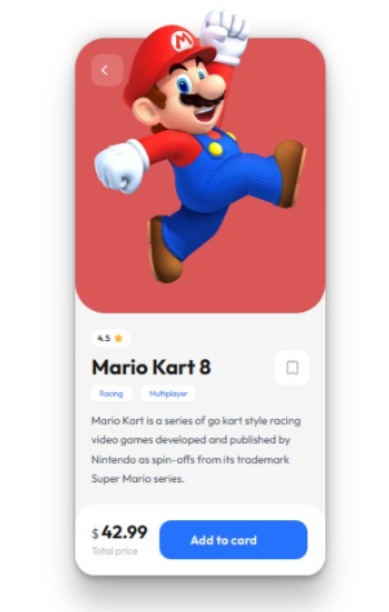 M
4.5
Mario Kart 8
Racing Multiplayer
Mario Kart is a series of go kart style racing
video games developed and published by
Nintendo as spin-offs from its trademark
Super Mario series.
$ 42.99
Total price
Add to card